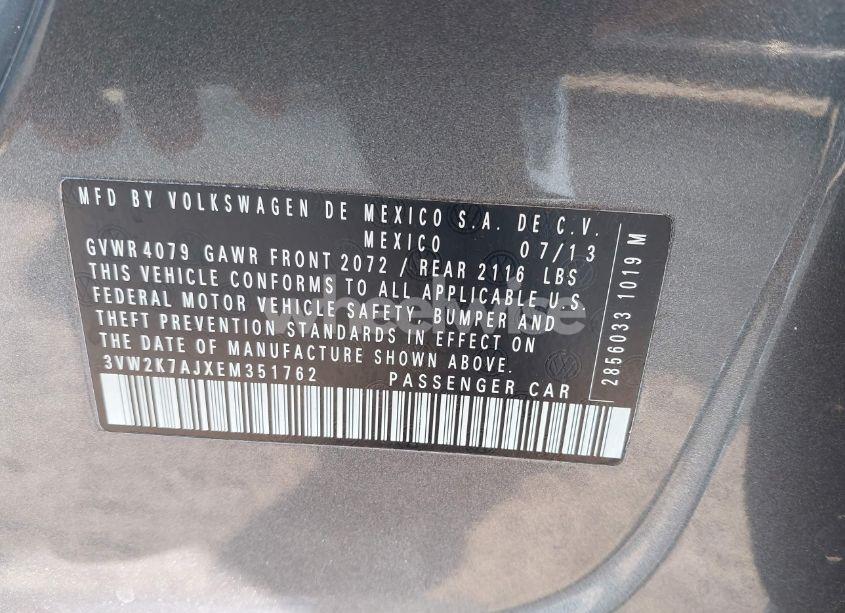 MFD BY VOLKSWAGEN DE MEXICO S.A. DE C.V.
MEXICO 07/13
GVWR 4079 GAWR FRONT 2072 / REAR 2116 LBS
THIS VEHICLE CONFORMS TO ALL APPLICABLE U.S.
FEDERAL MOTOR VEHICLE SAFETY, BUMPER AND
THEFT PREVENTION STANDARDS IN EFFECT ON
THE DATE OF MANUFACTURE SHOWN ABOVE.
3VW2K7AJXEM351762 PASSENGER CAR
2856033 1019 M
wheelwise